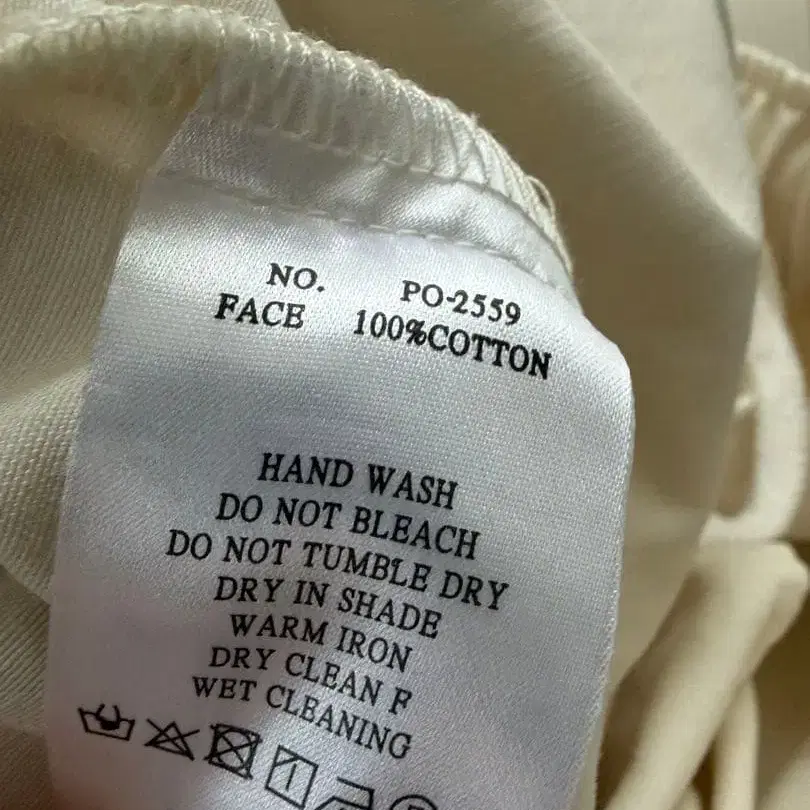 NO. PO-2559
FACE 100%COTTON
HAND WASH
DO NOT BLEACH
DO NOT TUMBLE DRY
DRY IN SHADE
WARM IRON
DRY CLEAN F
WET CLEANING